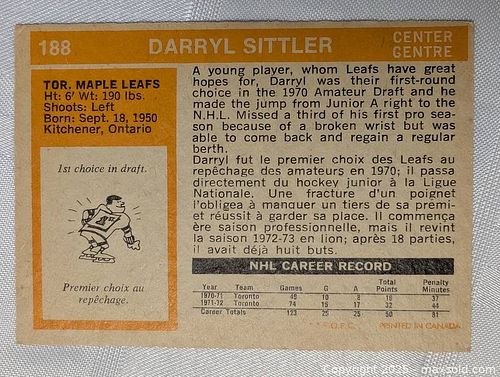 188
DARRYL SITTLER
CENTER
CENTRE
TOR. MAPLE LEAFS
Ht: 6' Wt: 190 lbs.
Shoots: Left
Born: Sept. 18, 1950
Kitchener, Ontario
1st choice in draft.
Premier choix au
repêchage.
A young player, whom Leafs have great
hopes for, Darryl was their first-round
choice in the 1970 Amateur Draft and he
made the jump from Junior A right to the
N.H.L. Missed a third of his first pro sea-
son because of a broken wrist but was
able to come back and regain a regular
berth.
Darryl fut le premier choix des Leafs au
repêchage des amateurs en 1970; il passa
directement du hockey junior à la Ligue
Nationale. Une fracture d'un poignet
l'obligea à manquer un tiers de sa premi-
et réussit à garder sa place. Il commença
ère saison professionnelle, mais il revint
la saison 1972-73 en lion; après 18 parties,
il avait déjà huit buts.
NHL CAREER RECORD
Year Team Games G A Total Points Penalty Minutes
1970-71 Toronto 49 10 8 18 37
1971-72 Toronto 74 15 17 32 44
Career Totals 123 25 25 50 81
O.P.C. PRINTED IN CANADA
Copyright 2025 - maxsold.com